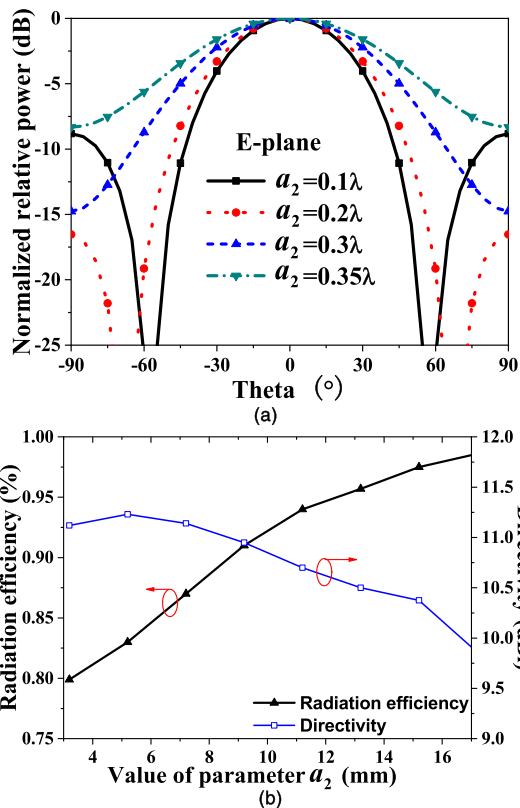 Normalized relative power (dB)
0
-5
-10
-15
-20
-25
E-plane
a2=0.1λ
a2=0.2λ
a2=0.3λ
a2=0.35λ
-90 -60 -30 0 30 60 90
Theta (°)
(a)
Radiation efficiency (%)
1.00
0.95
0.90
0.85
0.80
0.75
12.0
11.5
11.0
10.5
10.0
9.5
9.0
Radiation efficiency
Directivity
4 6 8 10 12 14 16
Value of parameter a2 (mm)
(b)